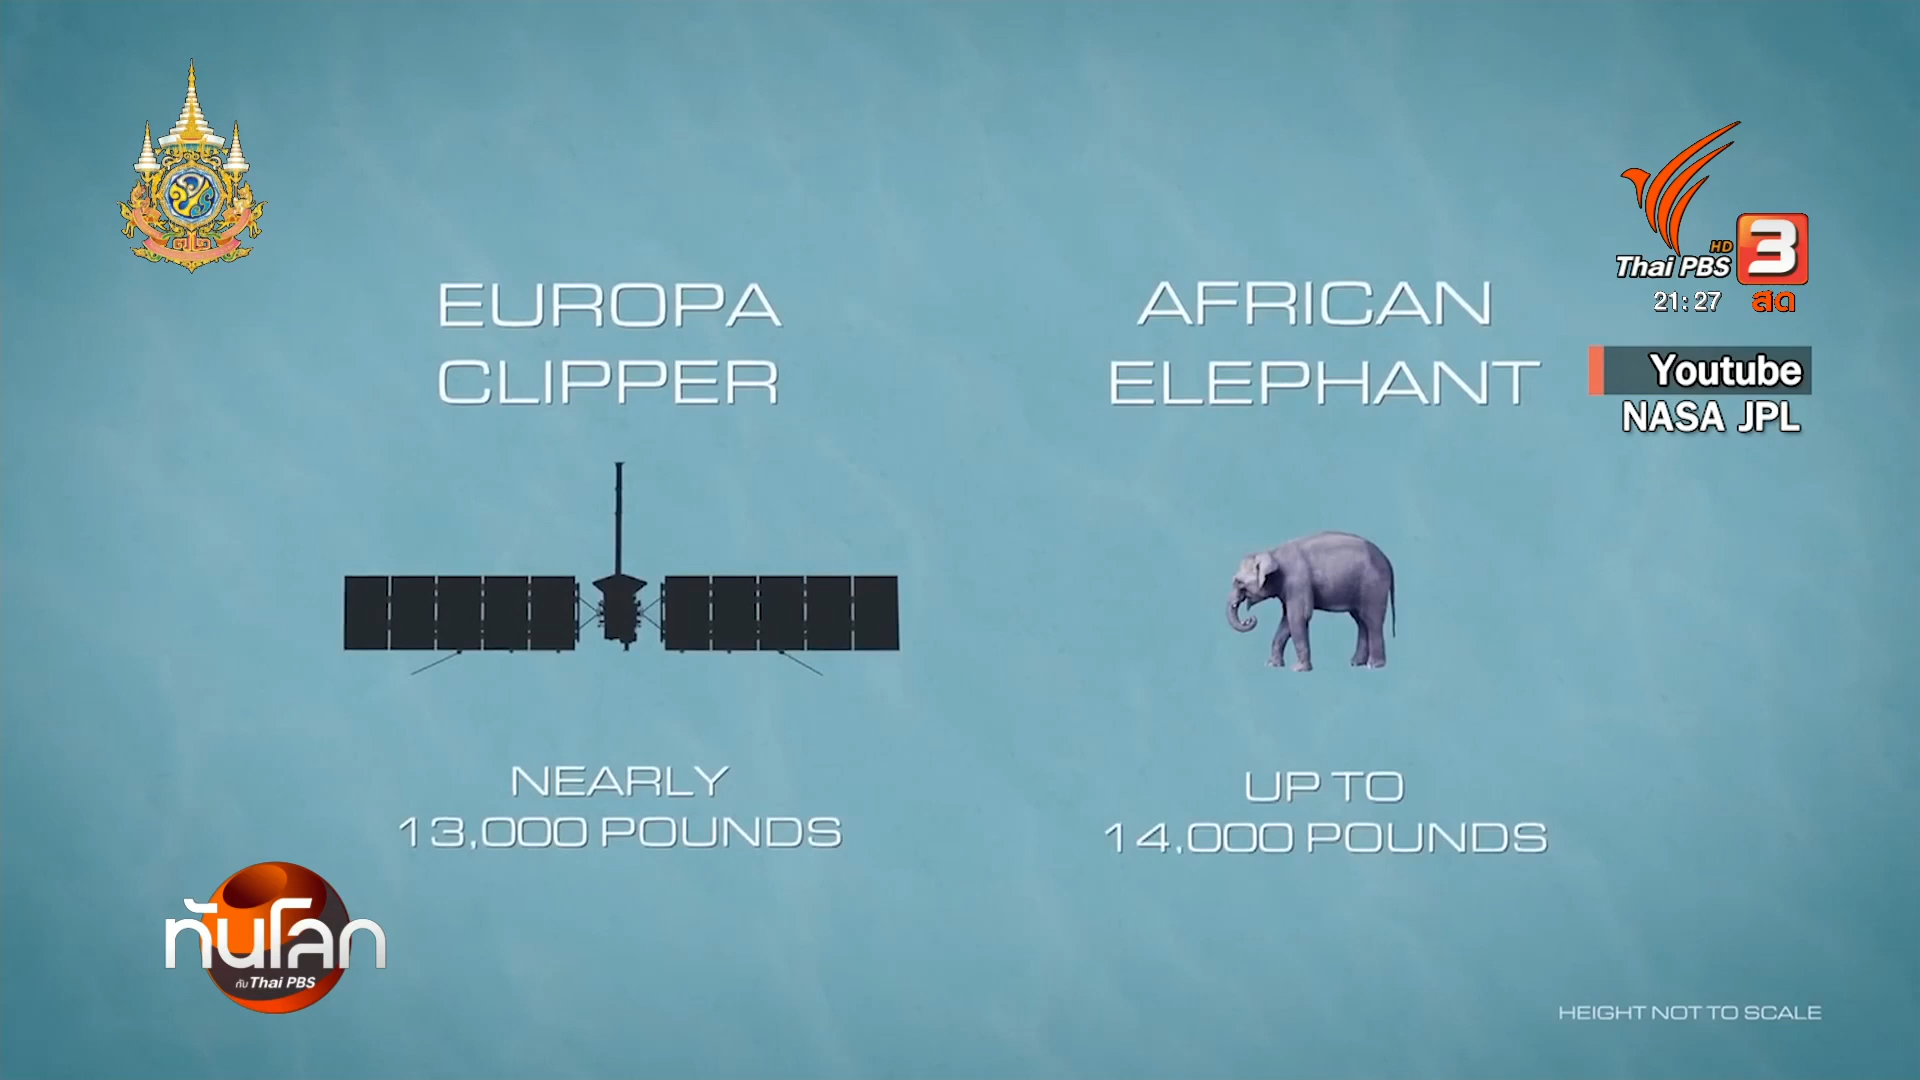 EUROPA
CLIPPER
AFRICAN
ELEPHANT
HD
Thai PBS 3
21:27 สด
Youtube
NASA JPL
NEARLY
13,000 POUNDS
UP TO
14,000 POUNDS
ทันโลก
กับ Thai PBS
HEIGHT NOT TO SCALE